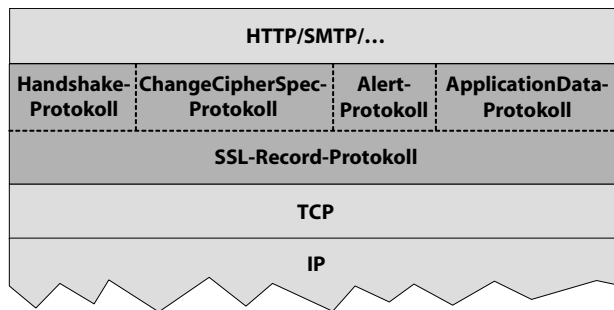 HTTP/SMTP/…
Handshake-
Protokoll
ChangeCipherSpec-
Protokoll
Alert-
Protokoll
ApplicationData-
Protokoll
SSL-Record-Protokoll
TCP
IP